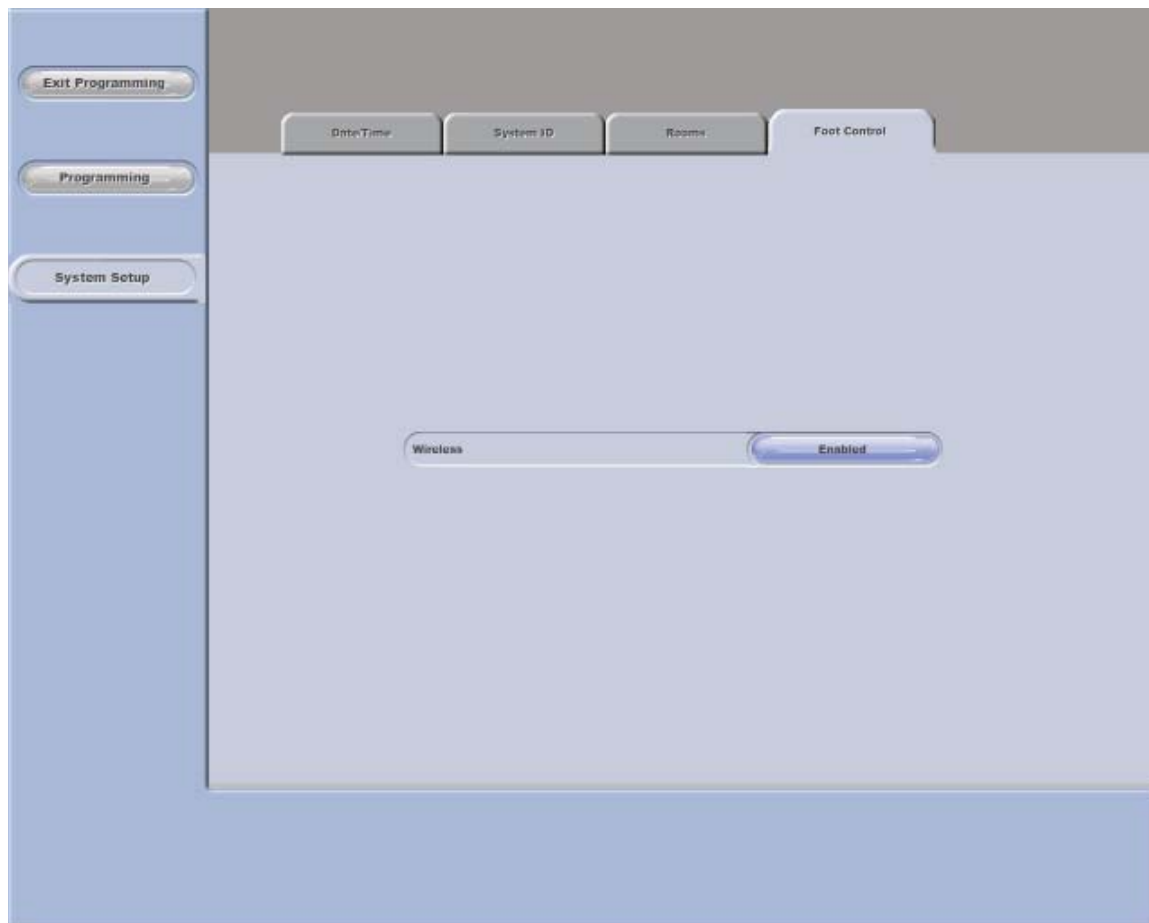 Exit Programming
Date/Time
System ID
Rooms
Foot Control
Programming
System Setup
Wireless
Enabled